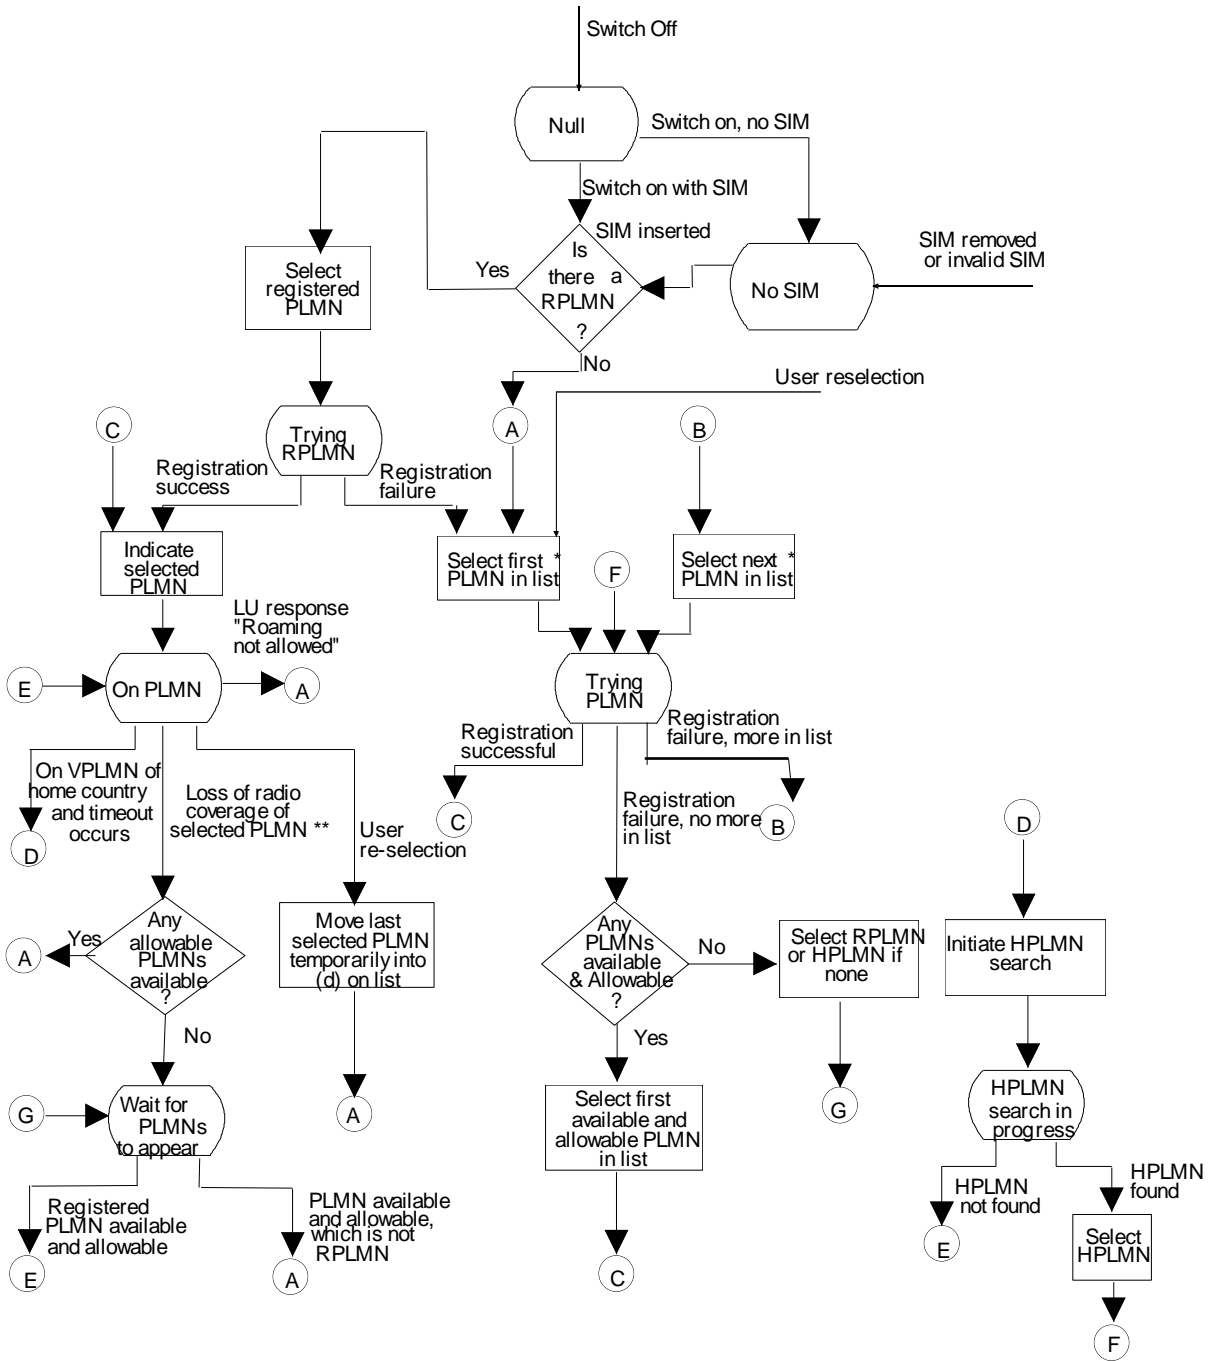 Switch Off
Null
Switch on, no SIM
Switch on with SIM
SIM inserted
Is
there a
RPLMN
?
Yes
No
No SIM
SIM removed
or invalid SIM
Select
registered
PLMN
User reselection
C
Trying
RPLMN
A
B
Registration
success
Registration
failure
Indicate
selected
PLMN
Select first *
PLMN in list
F
Select next *
PLMN in list
LU response
"Roaming
not allowed"
E
On PLMN
A
Trying
PLMN
Registration
successful
Registration
failure, more in list
On VPLMN of
home country
and timeout
occurs
Loss of radio
coverage of
selected PLMN **
User
re-selection
D
C
Registration
failure, no more
in list
B
D
Any
allowable
PLMNs
available
?
Yes
A
No
Move last
selected PLMN
temporarily into
(d) on list
Any
PLMNs
available
& Allowable
?
No
Yes
Select RPLMN
or HPLMN if
none
Initiate HPLMN
search
G
Wait for
PLMNs
to appear
A
Select first
available and
allowable PLMN
in list
G
HPLMN
search in
progress
Registered
PLMN available
and allowable
PLMN available
and allowable,
which is not
RPLMN
HPLMN
not found
HPLMN
found
E
A
C
E
Select
HPLMN
F